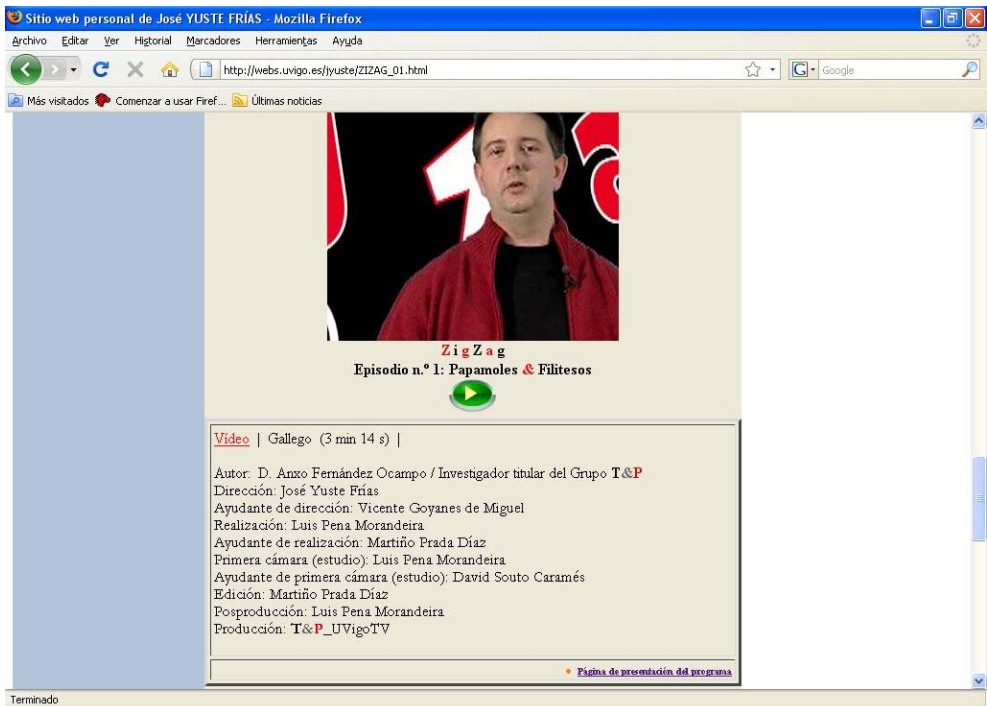 Sitio web personal de José YUSTE FRÍAS - Mozilla Firefox
Archivo Editar Ver Historial Marcadores Herramientas Ayuda
http://webs.uvigo.es/jyuste/ZIZAG_01.html
G Google
Más visitados Comenzar a usar Firef... Últimas noticias
ZigZag
Episodio n.º 1: Papamoles & Filitesos
Vídeo | Gallego (3 min 14 s) |
Autor: D. Anxo Fernández Ocampo / Investigador titular del Grupo T&P
Dirección: José Yuste Frías
Ayudante de dirección: Vicente Goyanes de Miguel
Realización: Luis Pena Morandeira
Ayudante de realización: Martiño Prada Díaz
Primera cámara (estudio): Luis Pena Morandeira
Ayudante de primera cámara (estudio): David Souto Caramés
Edición: Martiño Prada Díaz
Posproducción: Luis Pena Morandeira
Producción: T&P_UVigoTV
Página de presentación del programa
Terminado